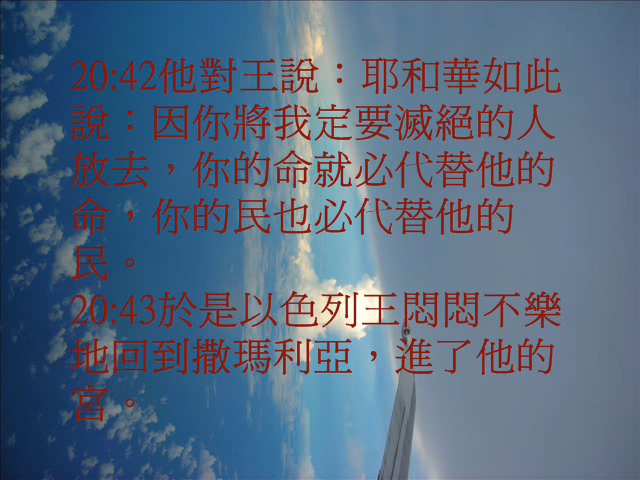 20:42他對王說：耶和華如此
說：因你將我定要滅絕的人
放去，你的命就必代替他的
命，你的民也必代替他的
民。
20:43於是以色列王悶悶不樂
地回到撒瑪利亞，進了他的
宮。